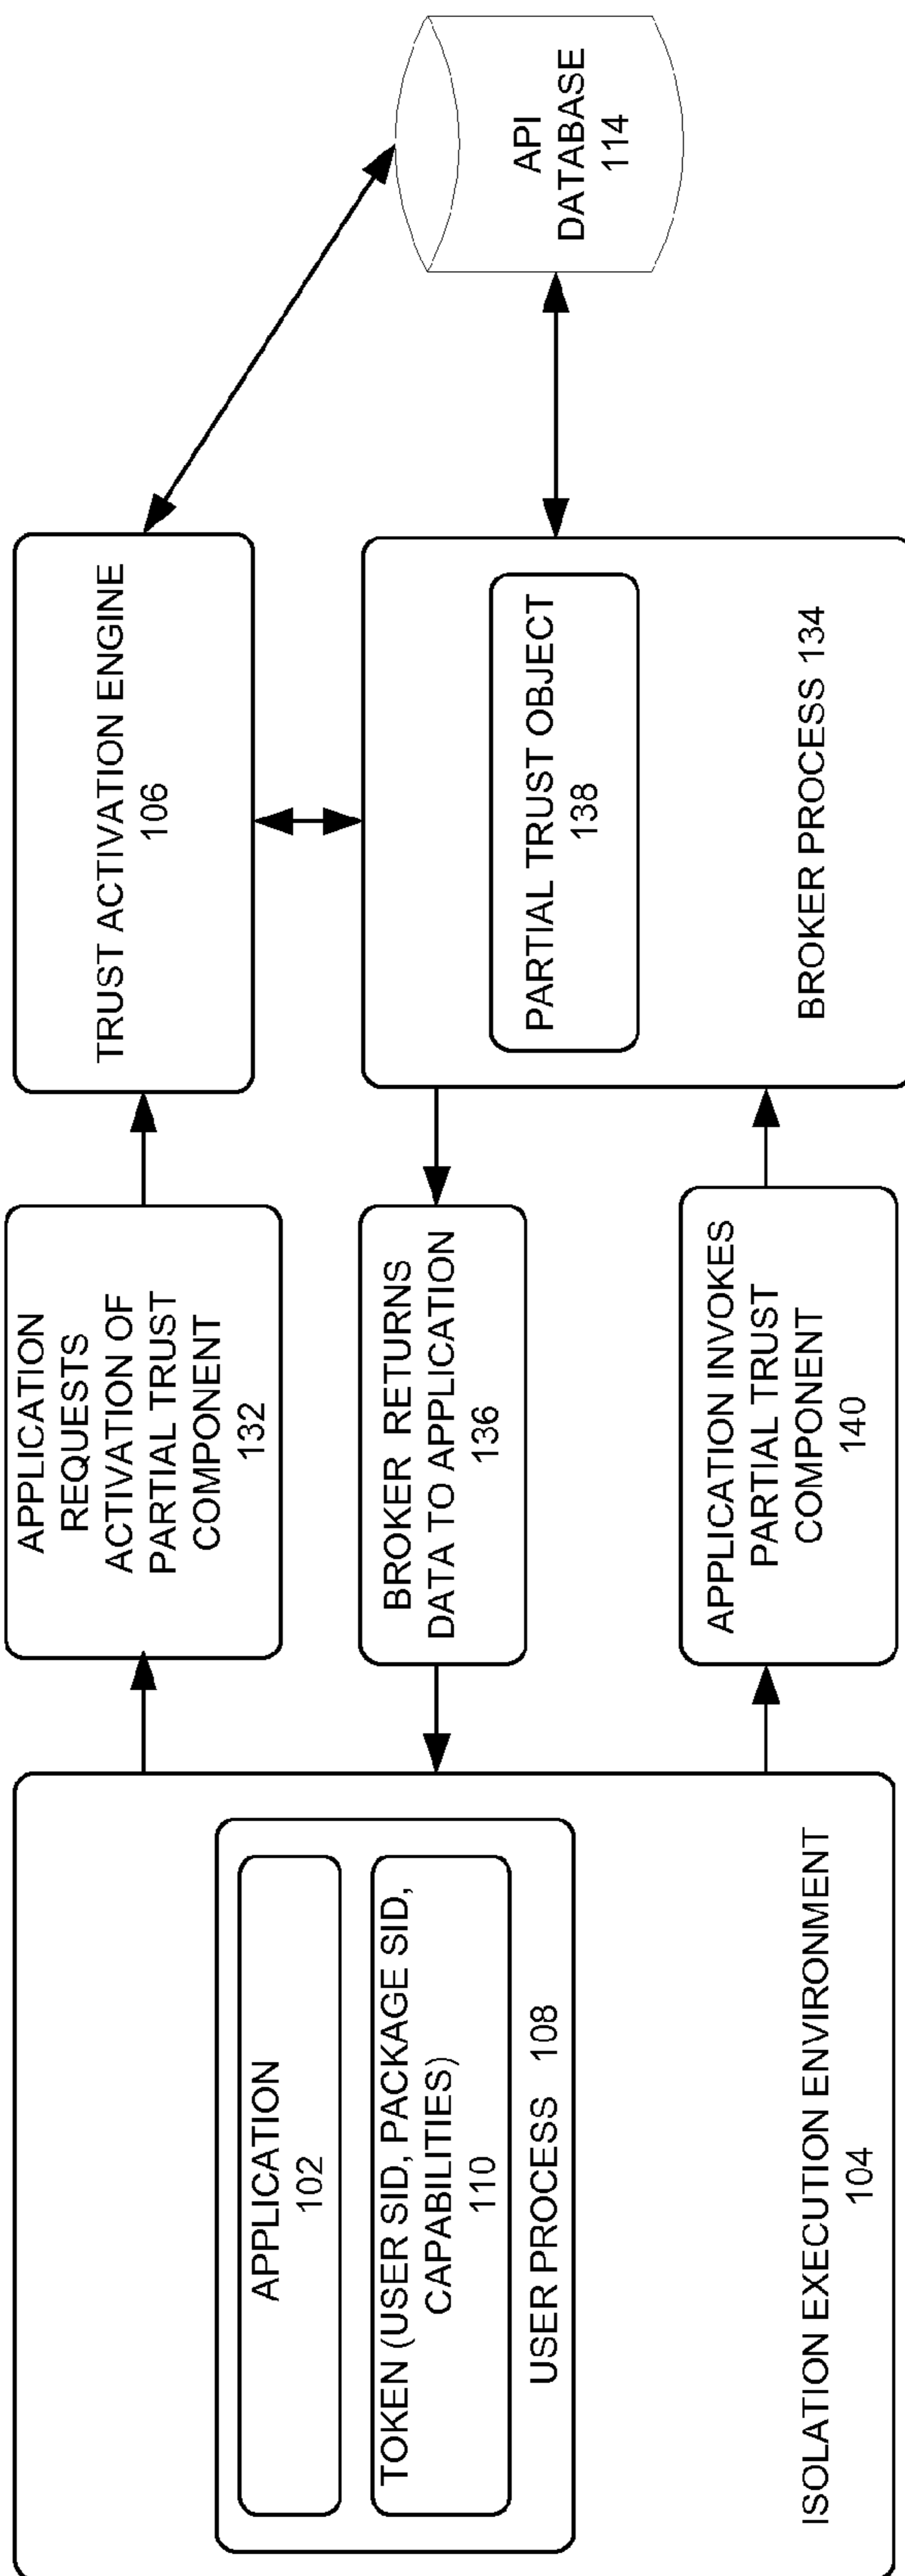 APPLICATION
102
TOKEN (USER SID, PACKAGE SID,
CAPABILITIES)
110
USER PROCESS 108
ISOLATION EXECUTION ENVIRONMENT
104
APPLICATION
REQUESTS
ACTIVATION OF
PARTIAL TRUST
COMPONENT
132
BROKER RETURNS
DATA TO APPLICATION
136
APPLICATION INVOKES
PARTIAL TRUST
COMPONENT
140
TRUST ACTIVATION ENGINE
106
PARTIAL TRUST OBJECT
138
BROKER PROCESS 134
API
DATABASE
114